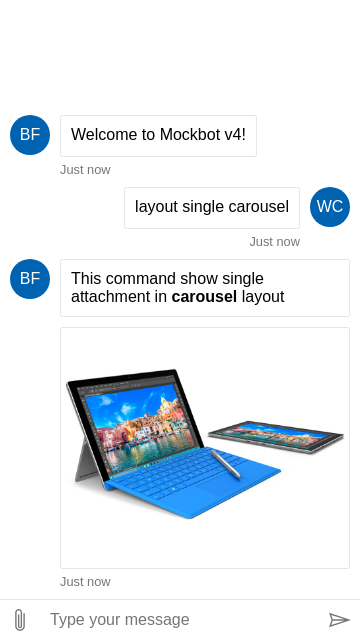 BF
Welcome to Mockbot v4!
Just now
layout single carousel
WC
Just now
BF
This command show single
attachment in carousel layout
Just now
Type your message